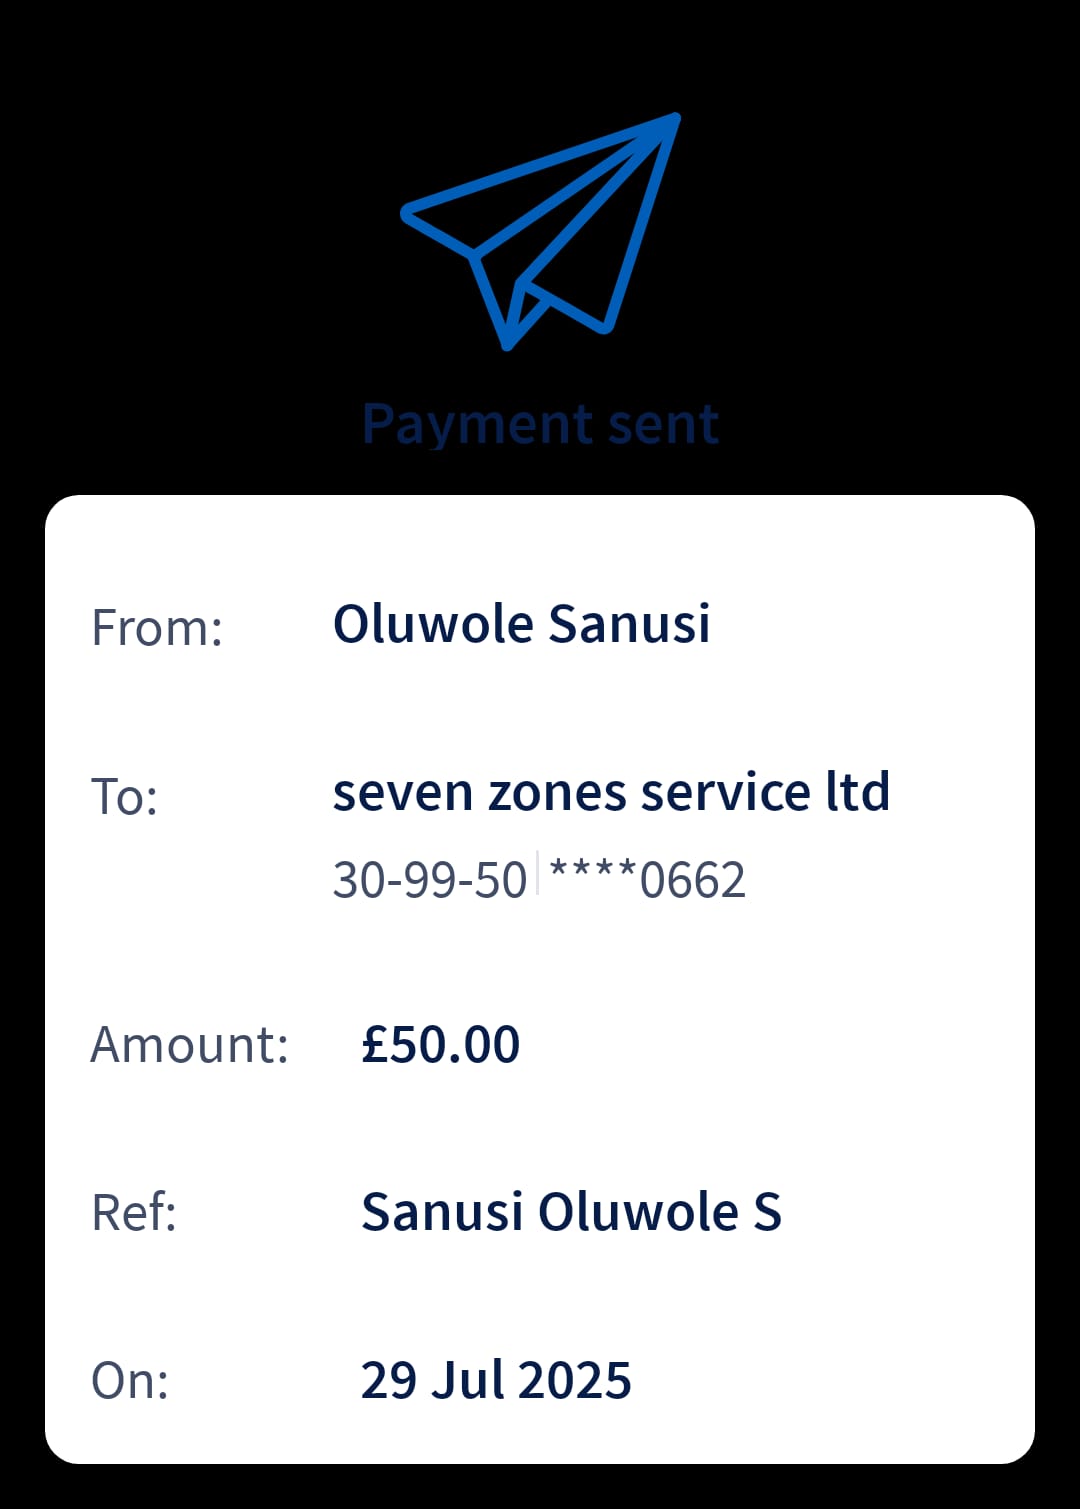 Payment sent
From: Oluwole Sanusi
To: seven zones service ltd
30-99-50 ****0662
Amount: £50.00
Ref: Sanusi Oluwole S
On: 29 Jul 2025